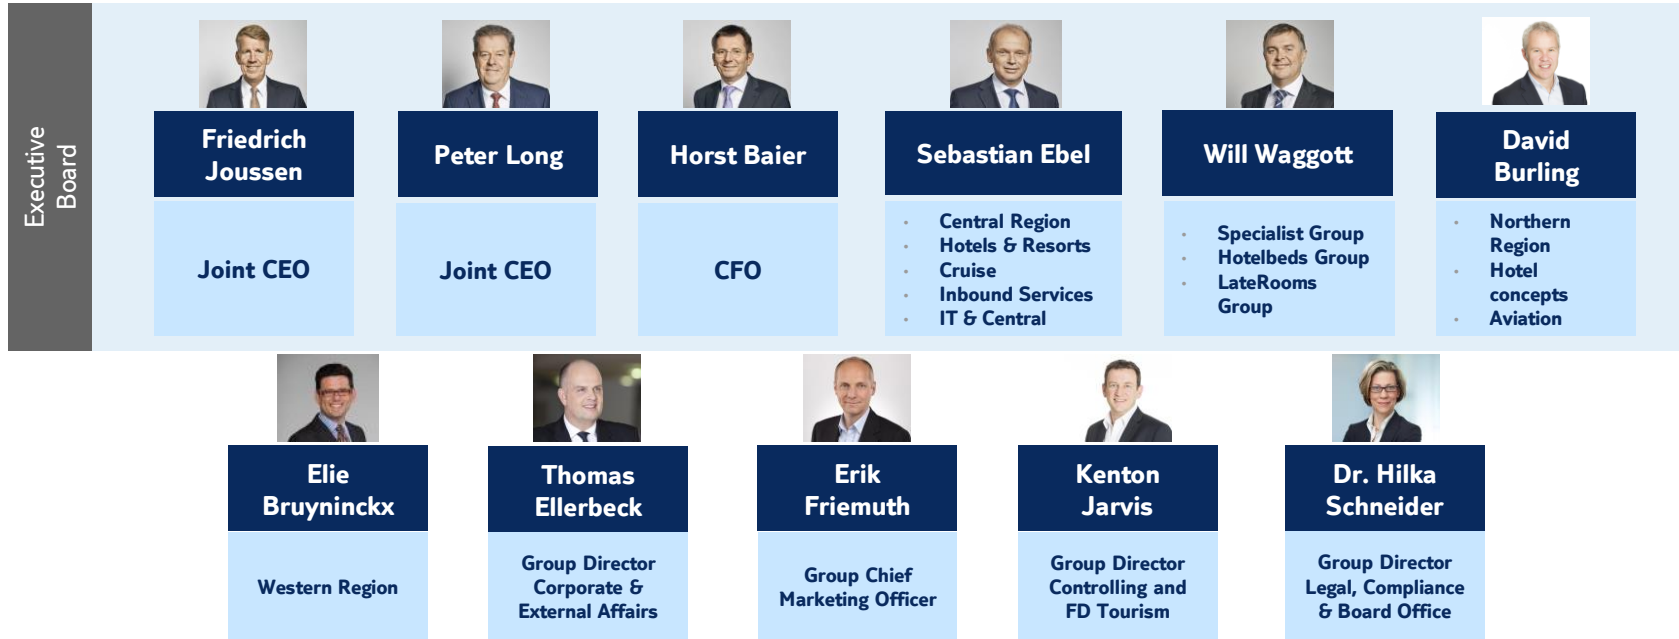 Executive
Board
Friedrich
Joussen
Joint CEO
Peter Long
Joint CEO
Horst Baier
CFO
Sebastian Ebel
· Central Region
· Hotels & Resorts
· Cruise
· Inbound Services
· IT & Central
Will Waggott
· Specialist Group
· Hotelbeds Group
· LateRooms
Group
David
Burling
· Northern
Region
· Hotel
concepts
· Aviation
Elie
Bruyninckx
Western Region
Thomas
Ellerbeck
Group Director
Corporate &
External Affairs
Erik
Friemuth
Group Chief
Marketing Officer
Kenton
Jarvis
Group Director
Controlling and
FD Tourism
Dr. Hilka
Schneider
Group Director
Legal, Compliance
& Board Office